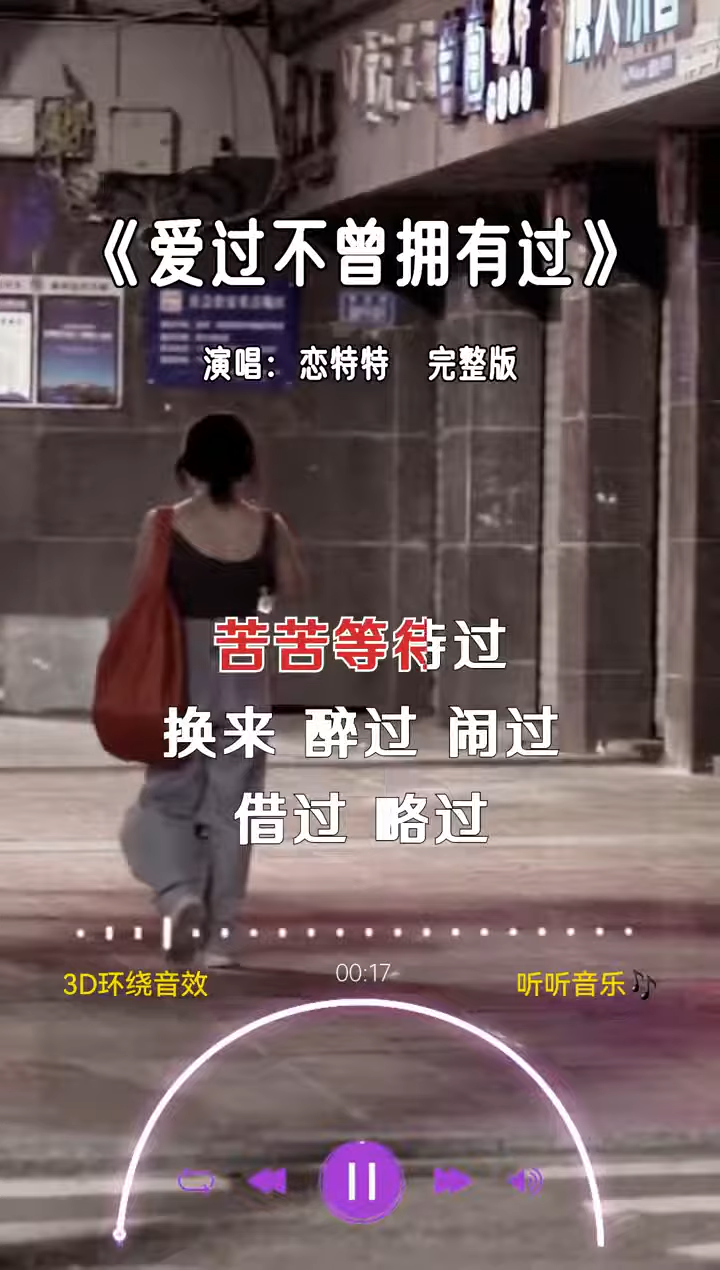 《爱过不曾拥有过》
演唱：恋特特 完整版
苦苦等待过
换来 醉过 闹过
借过 略过
00:17
3D环绕音效
听听音乐🎶